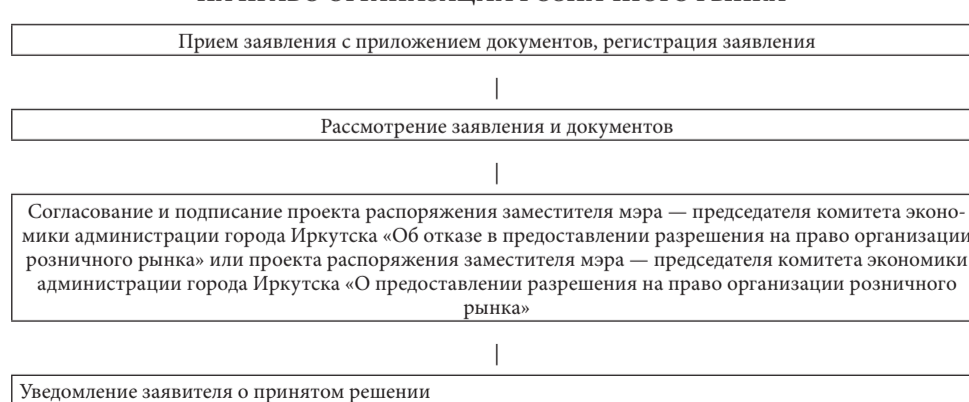 Прием заявления с приложением документов, регистрация заявления
Рассмотрение заявления и документов
Согласование и подписание проекта распоряжения заместителя мэра — председателя комитета эконо-
мики администрации города Иркутска «Об отказе в предоставлении разрешения на право организации
розничного рынка» или проекта распоряжения заместителя мэра — председателя комитета экономики
администрации города Иркутска «О предоставлении разрешения на право организации розничного
рынка»
Уведомление заявителя о принятом решении